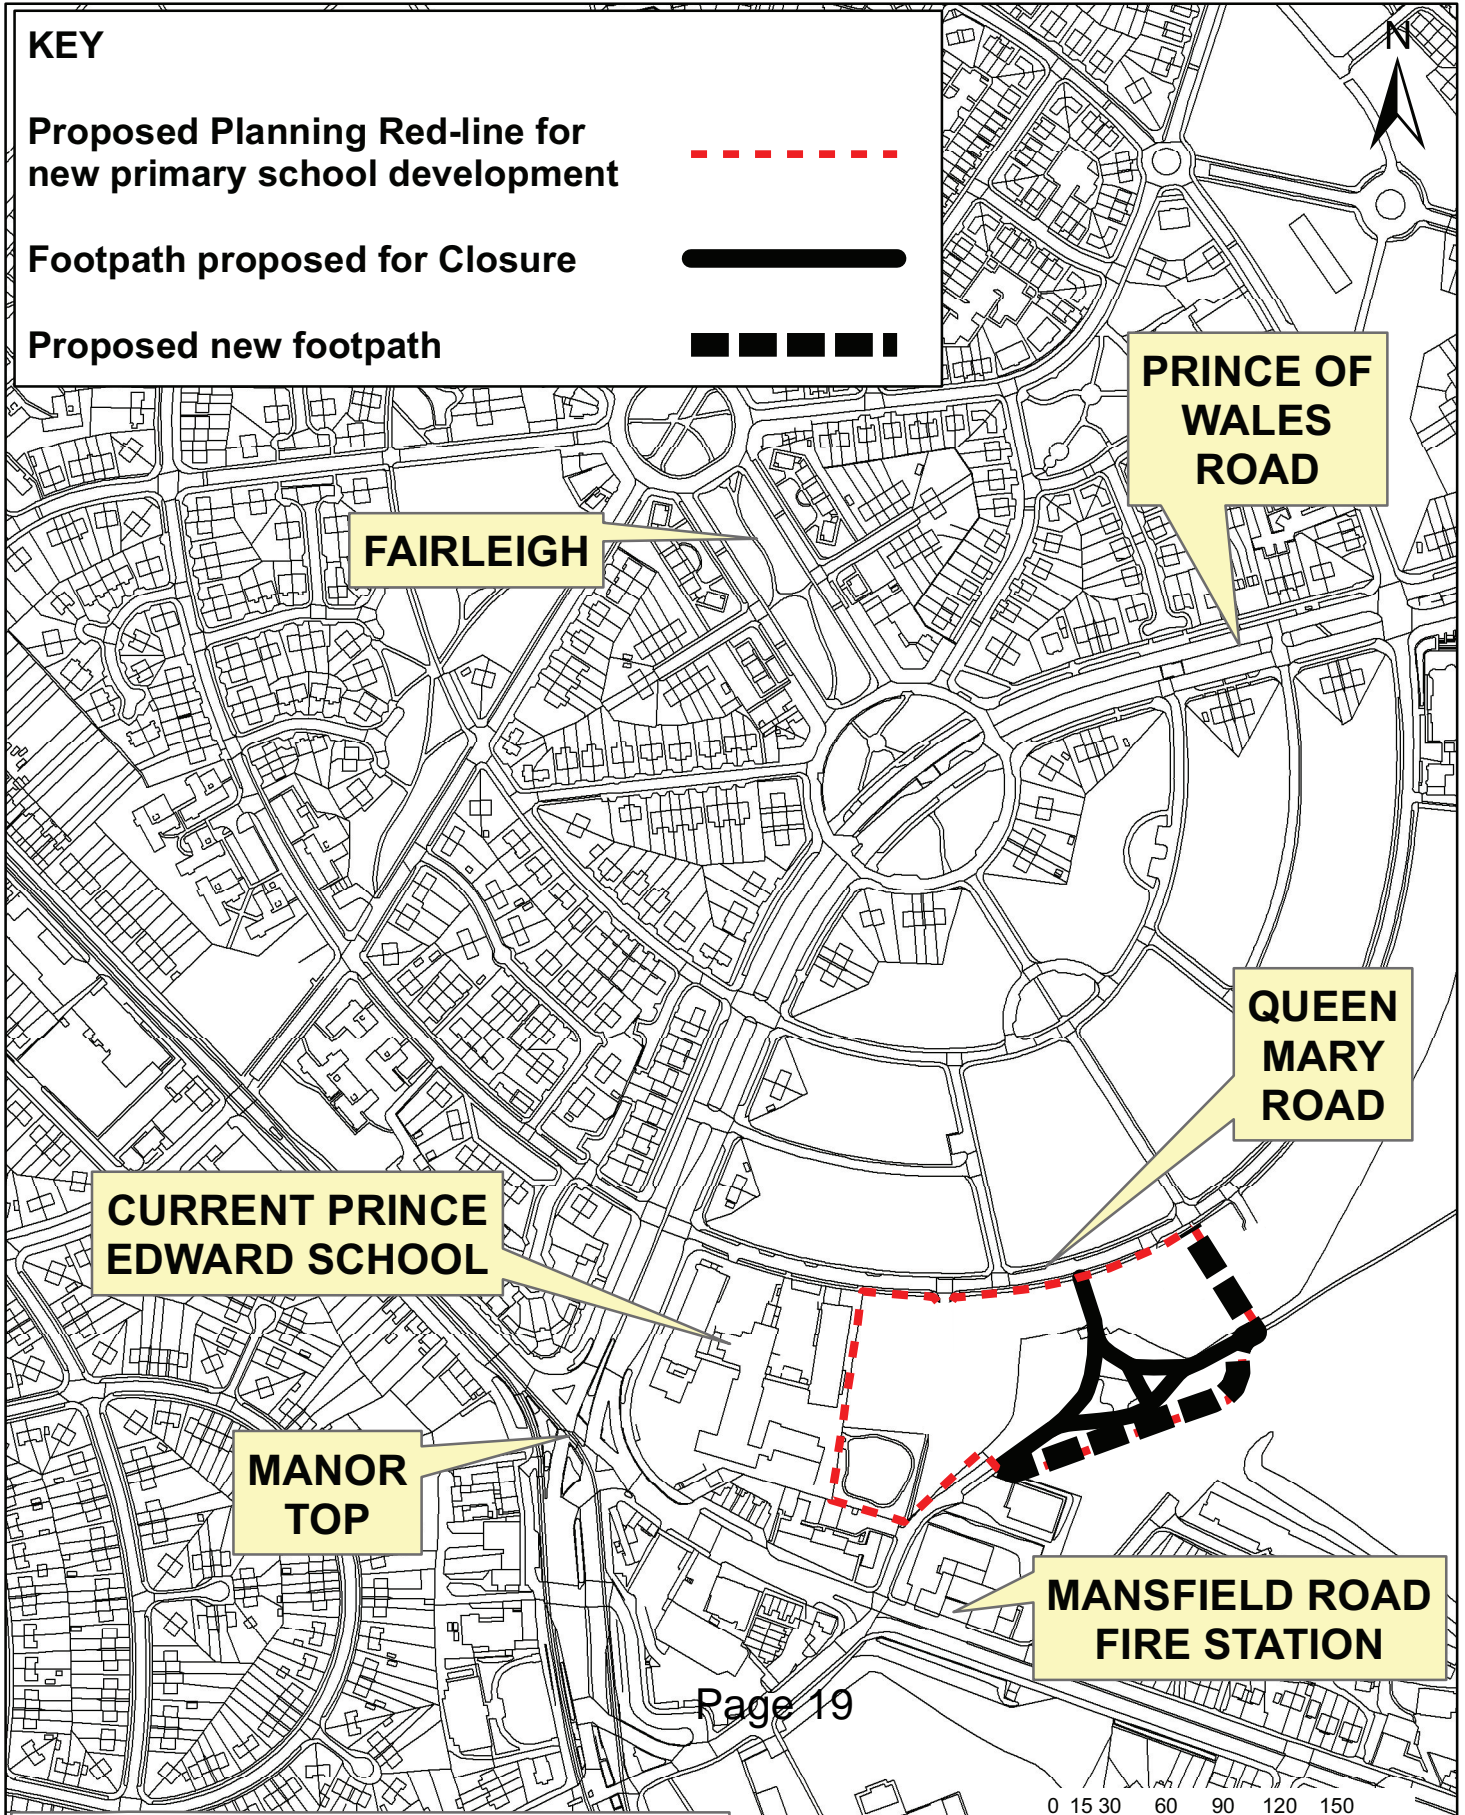 KEY
Proposed Planning Red-line for
new primary school development
Footpath proposed for Closure
Proposed new footpath
N
PRINCE OF
WALES
ROAD
FAIRLEIGH
QUEEN
MARY
ROAD
CURRENT PRINCE
EDWARD SCHOOL
MANOR
TOP
MANSFIELD ROAD
FIRE STATION
Page 19
0 15 30 60 90 120 150